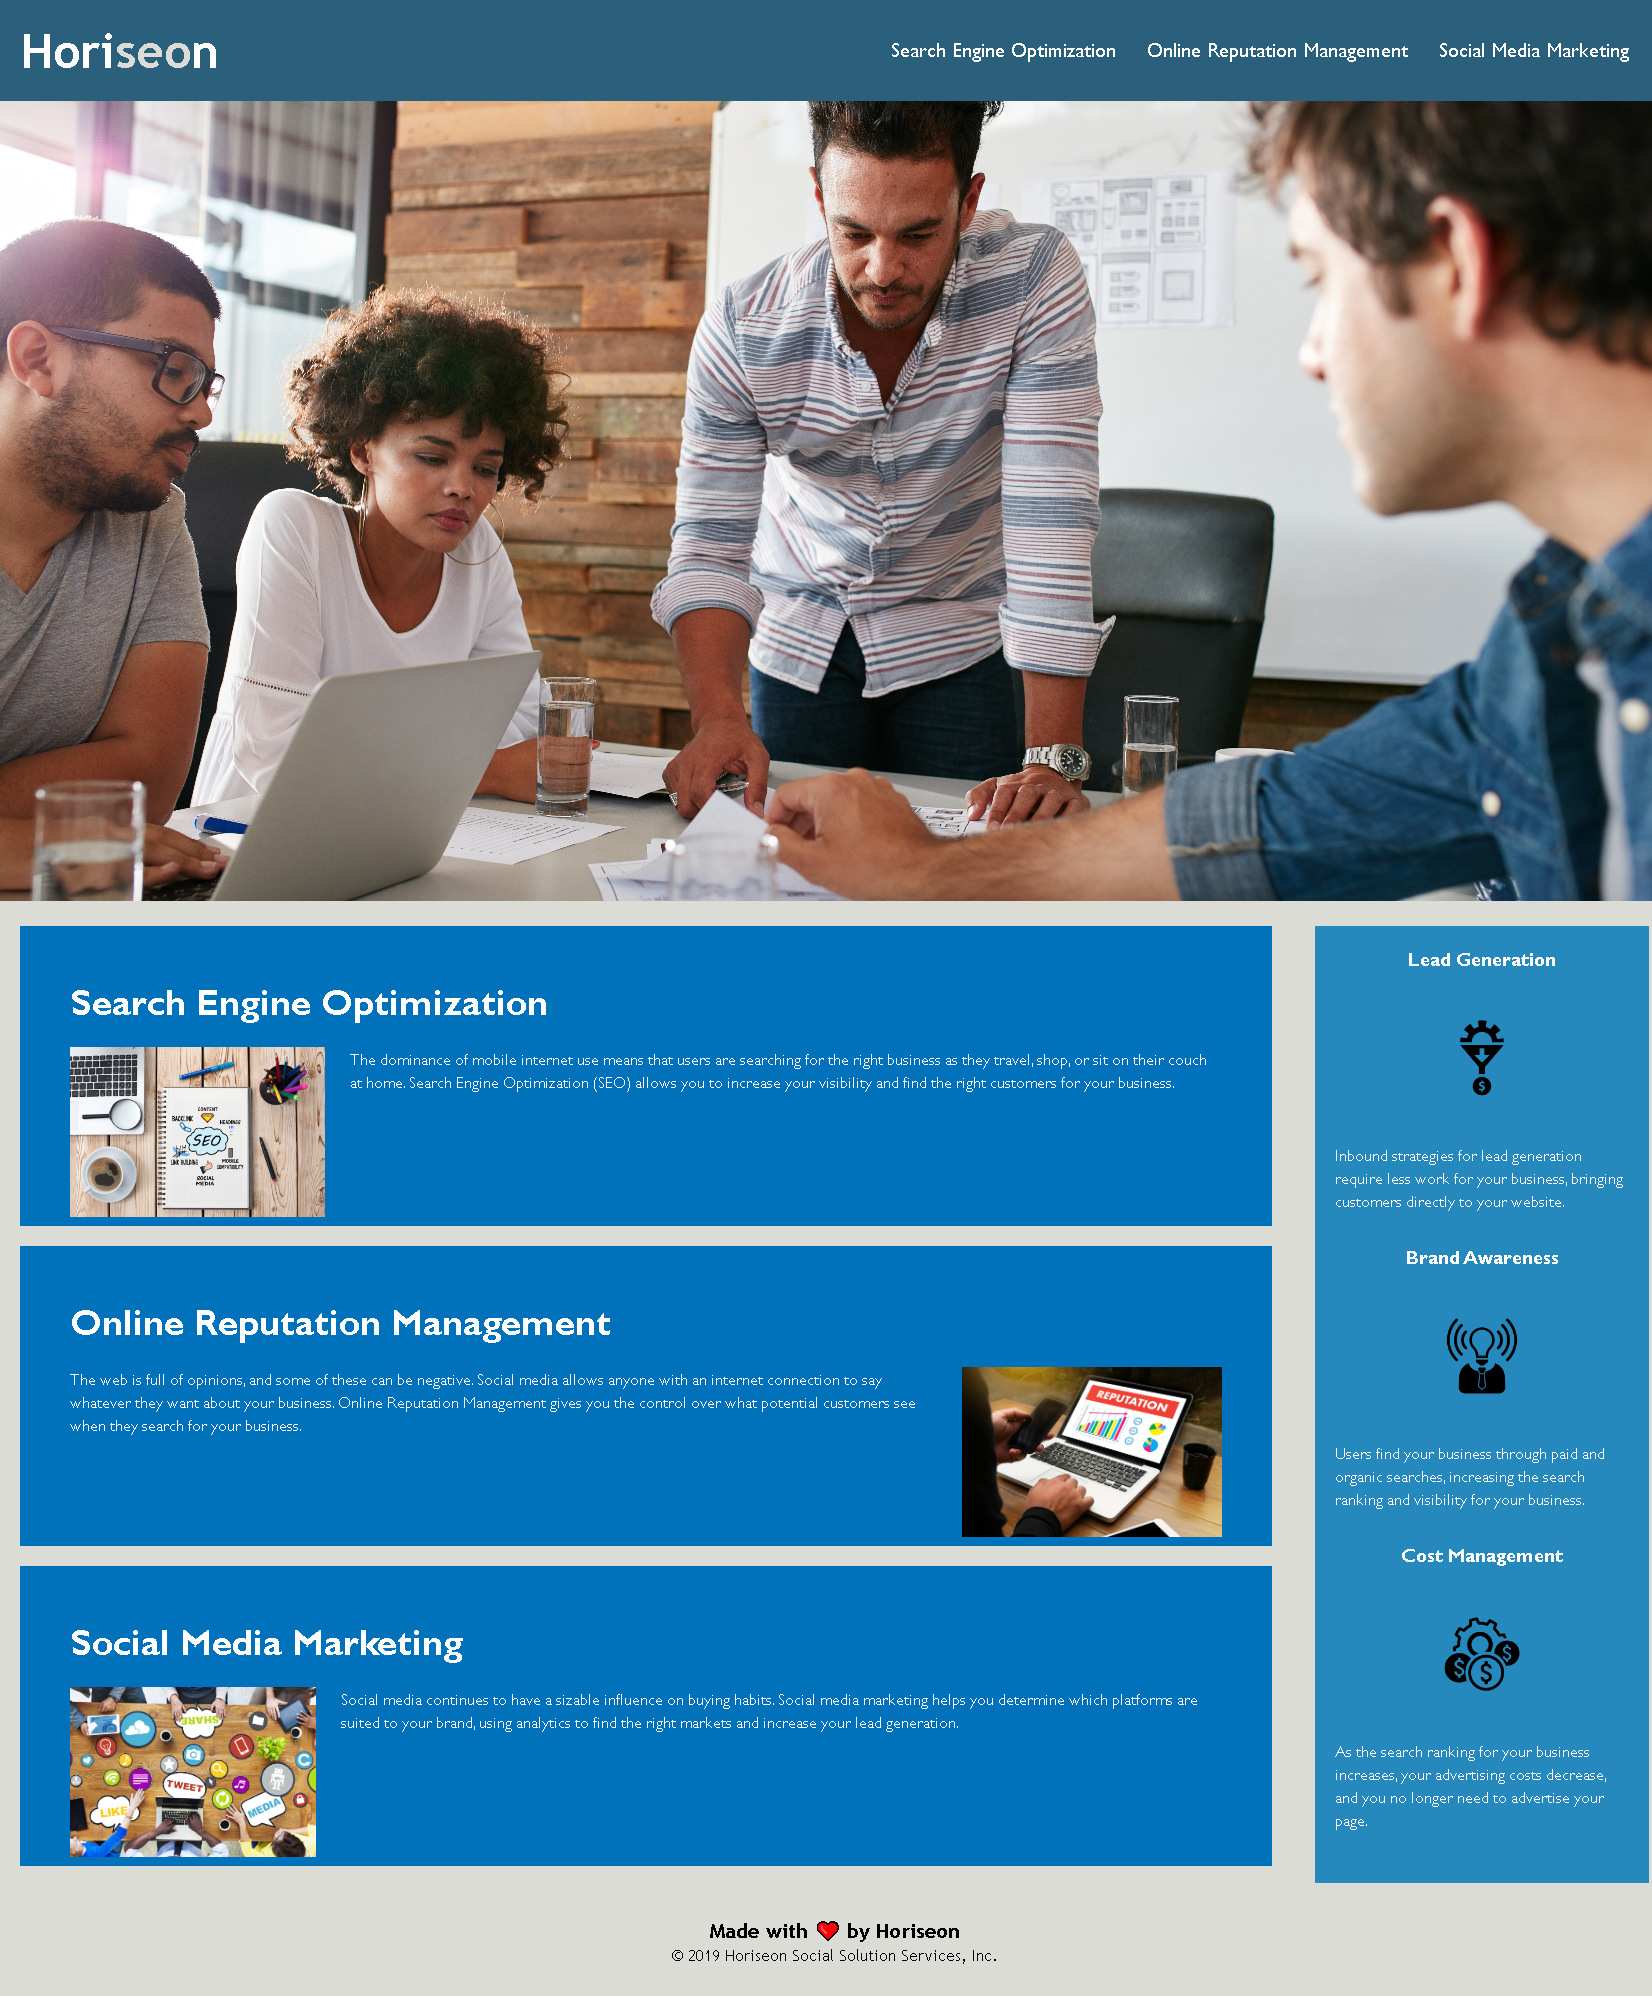 Horiseon
Search Engine Optimization
Online Reputation Management
Social Media Marketing
Search Engine Optimization
CONTENT
BACKLINK
HEADINGS
SEO
LINK BUILDING
MOBILE
COMPATIBILITY
SOCIAL
MEDIA
The dominance of mobile internet use means that users are searching for the right business as they travel, shop, or sit on their couch
at home. Search Engine Optimization (SEO) allows you to increase your visibility and find the right customers for your business.
Online Reputation Management
The web is full of opinions, and some of these can be negative. Social media allows anyone with an internet connection to say
whatever they want about your business. Online Reputation Management gives you the control over what potential customers see
when they search for your business.
REPUTATION
Social Media Marketing
SHARE
TWEET
LIKE
MEDIA
Social media continues to have a sizable influence on buying habits. Social media marketing helps you determine which platforms are
suited to your brand, using analytics to find the right markets and increase your lead generation.
Lead Generation
$
Inbound strategies for lead generation
require less work for your business, bringing
customers directly to your website.
Brand Awareness
Users find your business through paid and
organic searches, increasing the search
ranking and visibility for your business.
Cost Management
$ $ $
As the search ranking for your business
increases, your advertising costs decrease,
and you no longer need to advertise your
page.
Made with ❤ by Horiseon
© 2019 Horiseon Social Solution Services, Inc.